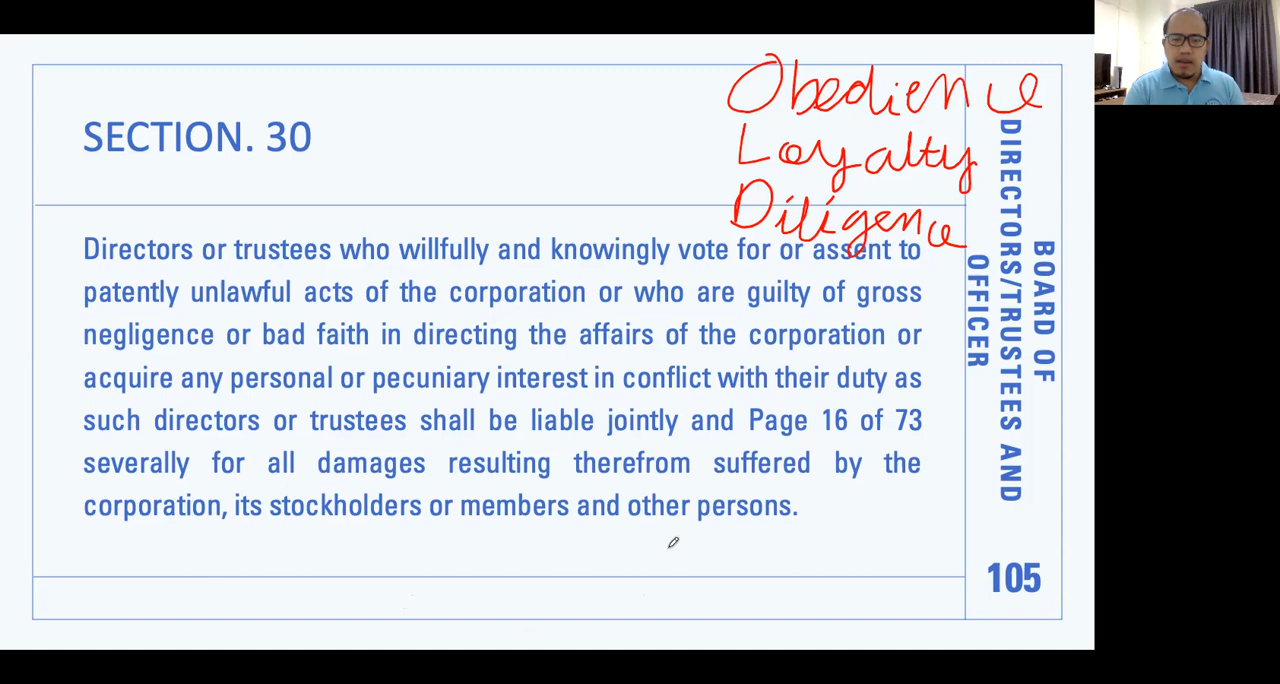 Obedience
Loyalty
Diligence
SECTION. 30
Directors or trustees who willfully and knowingly vote for or assent to
patently unlawful acts of the corporation or who are guilty of gross
negligence or bad faith in directing the affairs of the corporation or
acquire any personal or pecuniary interest in conflict with their duty as
such directors or trustees shall be liable jointly and Page 16 of 73
severally for all damages resulting therefrom suffered by the
corporation, its stockholders or members and other persons.
BOARD OF
DIRECTORS/TRUSTEES AND
OFFICER
105